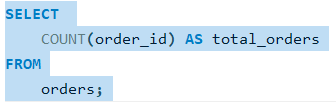 SELECT
    COUNT(order_id) AS total_orders
FROM
    orders;